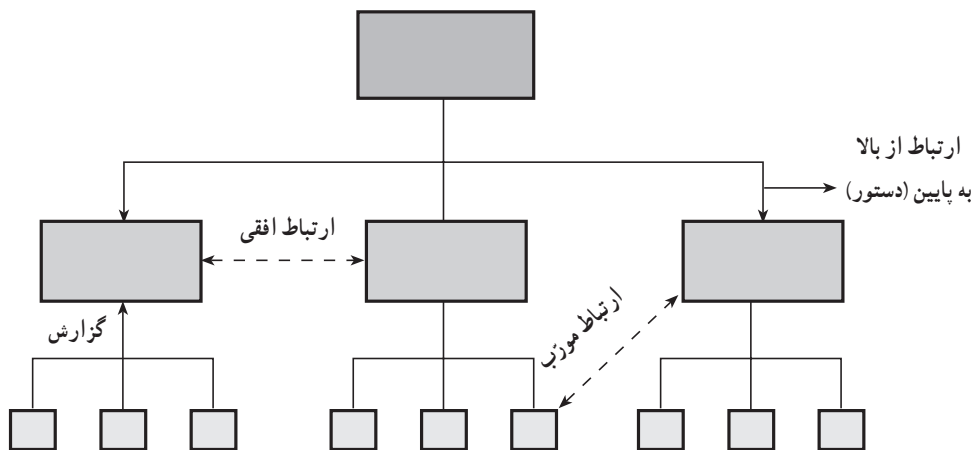 ارتباط از بالا
به پایین (دستور)
ارتباط افقی
ارتباط مورّب
گزارش